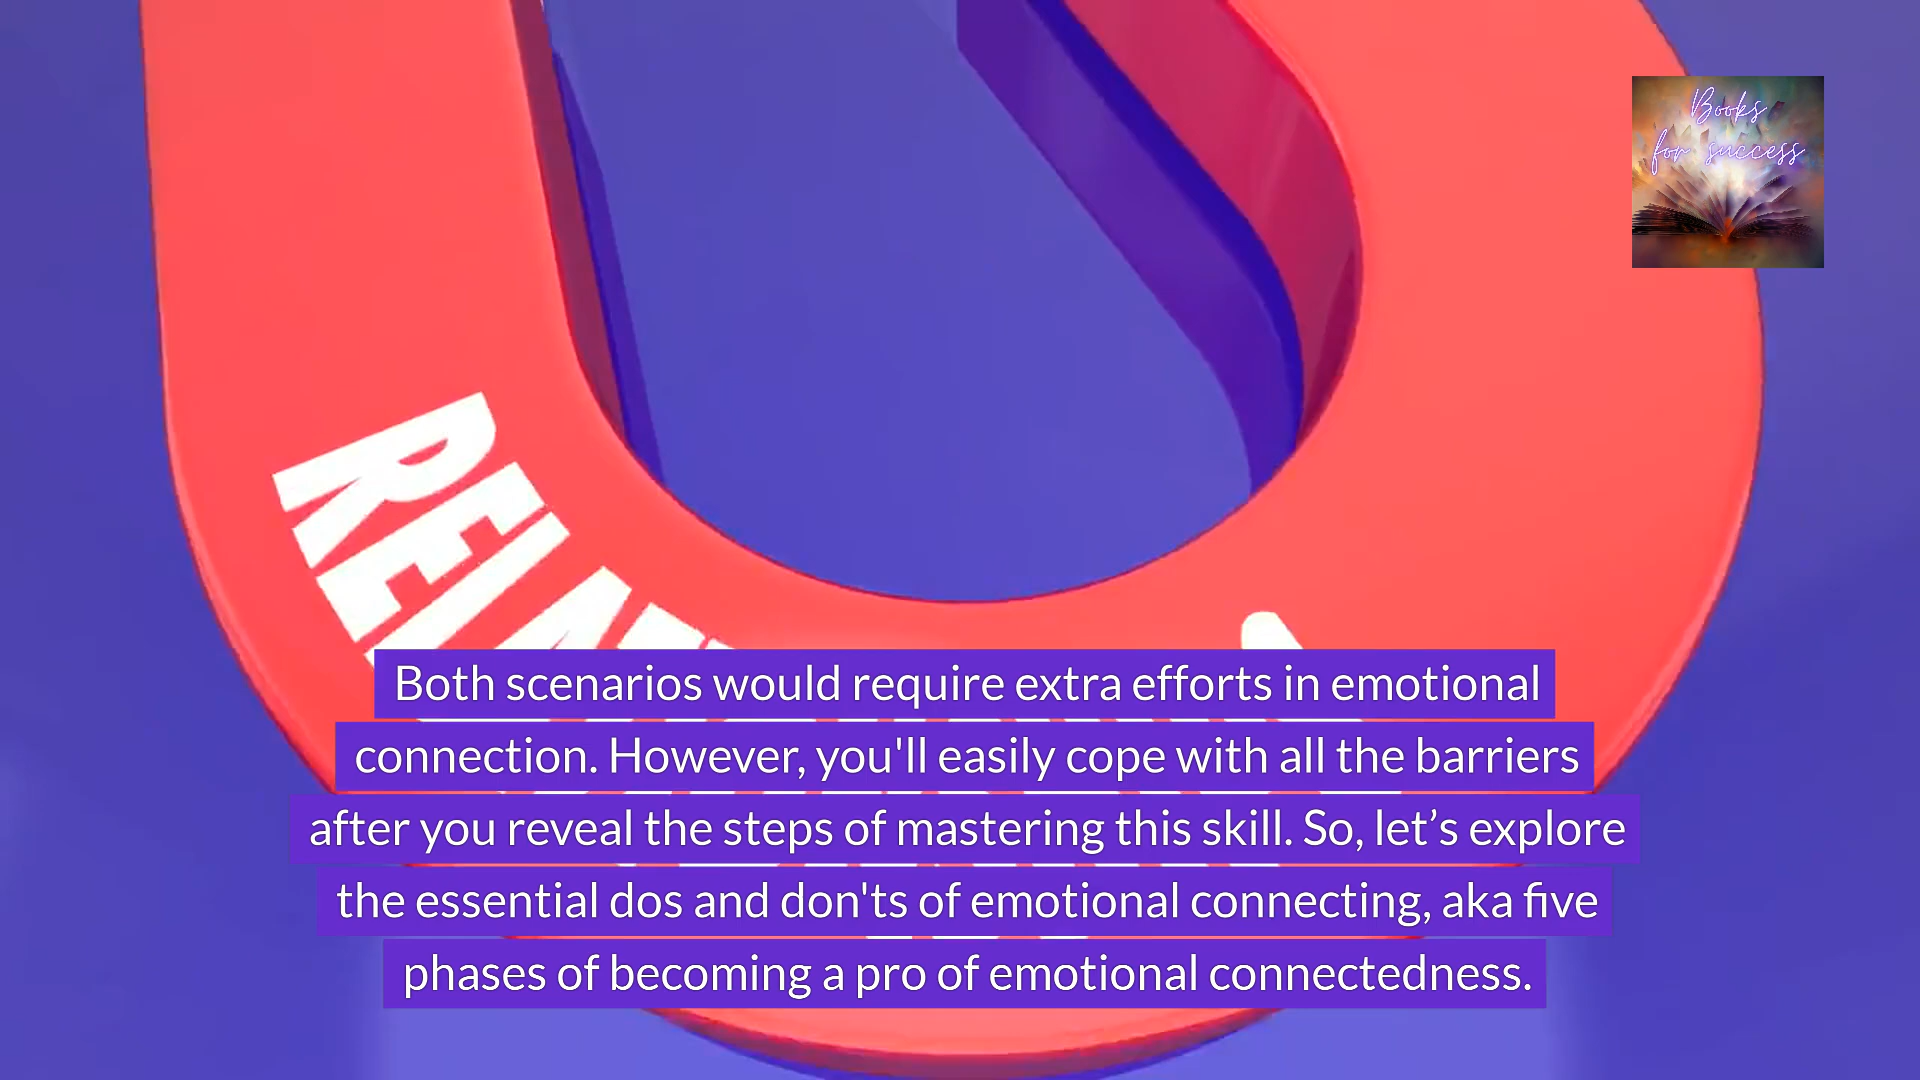 Books
for success
Both scenarios would require extra efforts in emotional
connection. However, you'll easily cope with all the barriers
after you reveal the steps of mastering this skill. So, let’s explore
the essential dos and don'ts of emotional connecting, aka five
phases of becoming a pro of emotional connectedness.